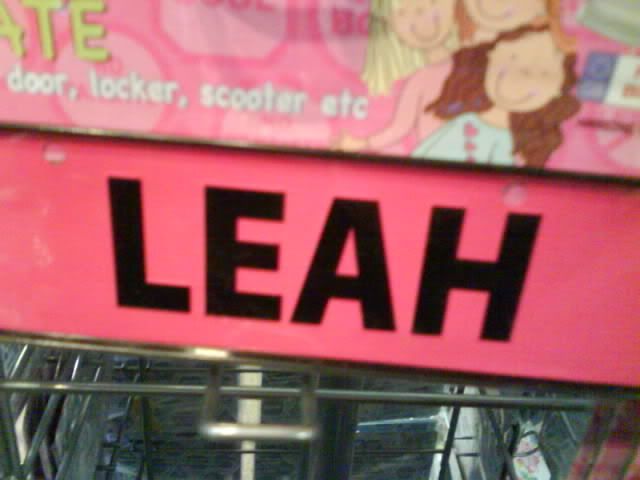 ATE
door, locker, scooter etc
LEAH